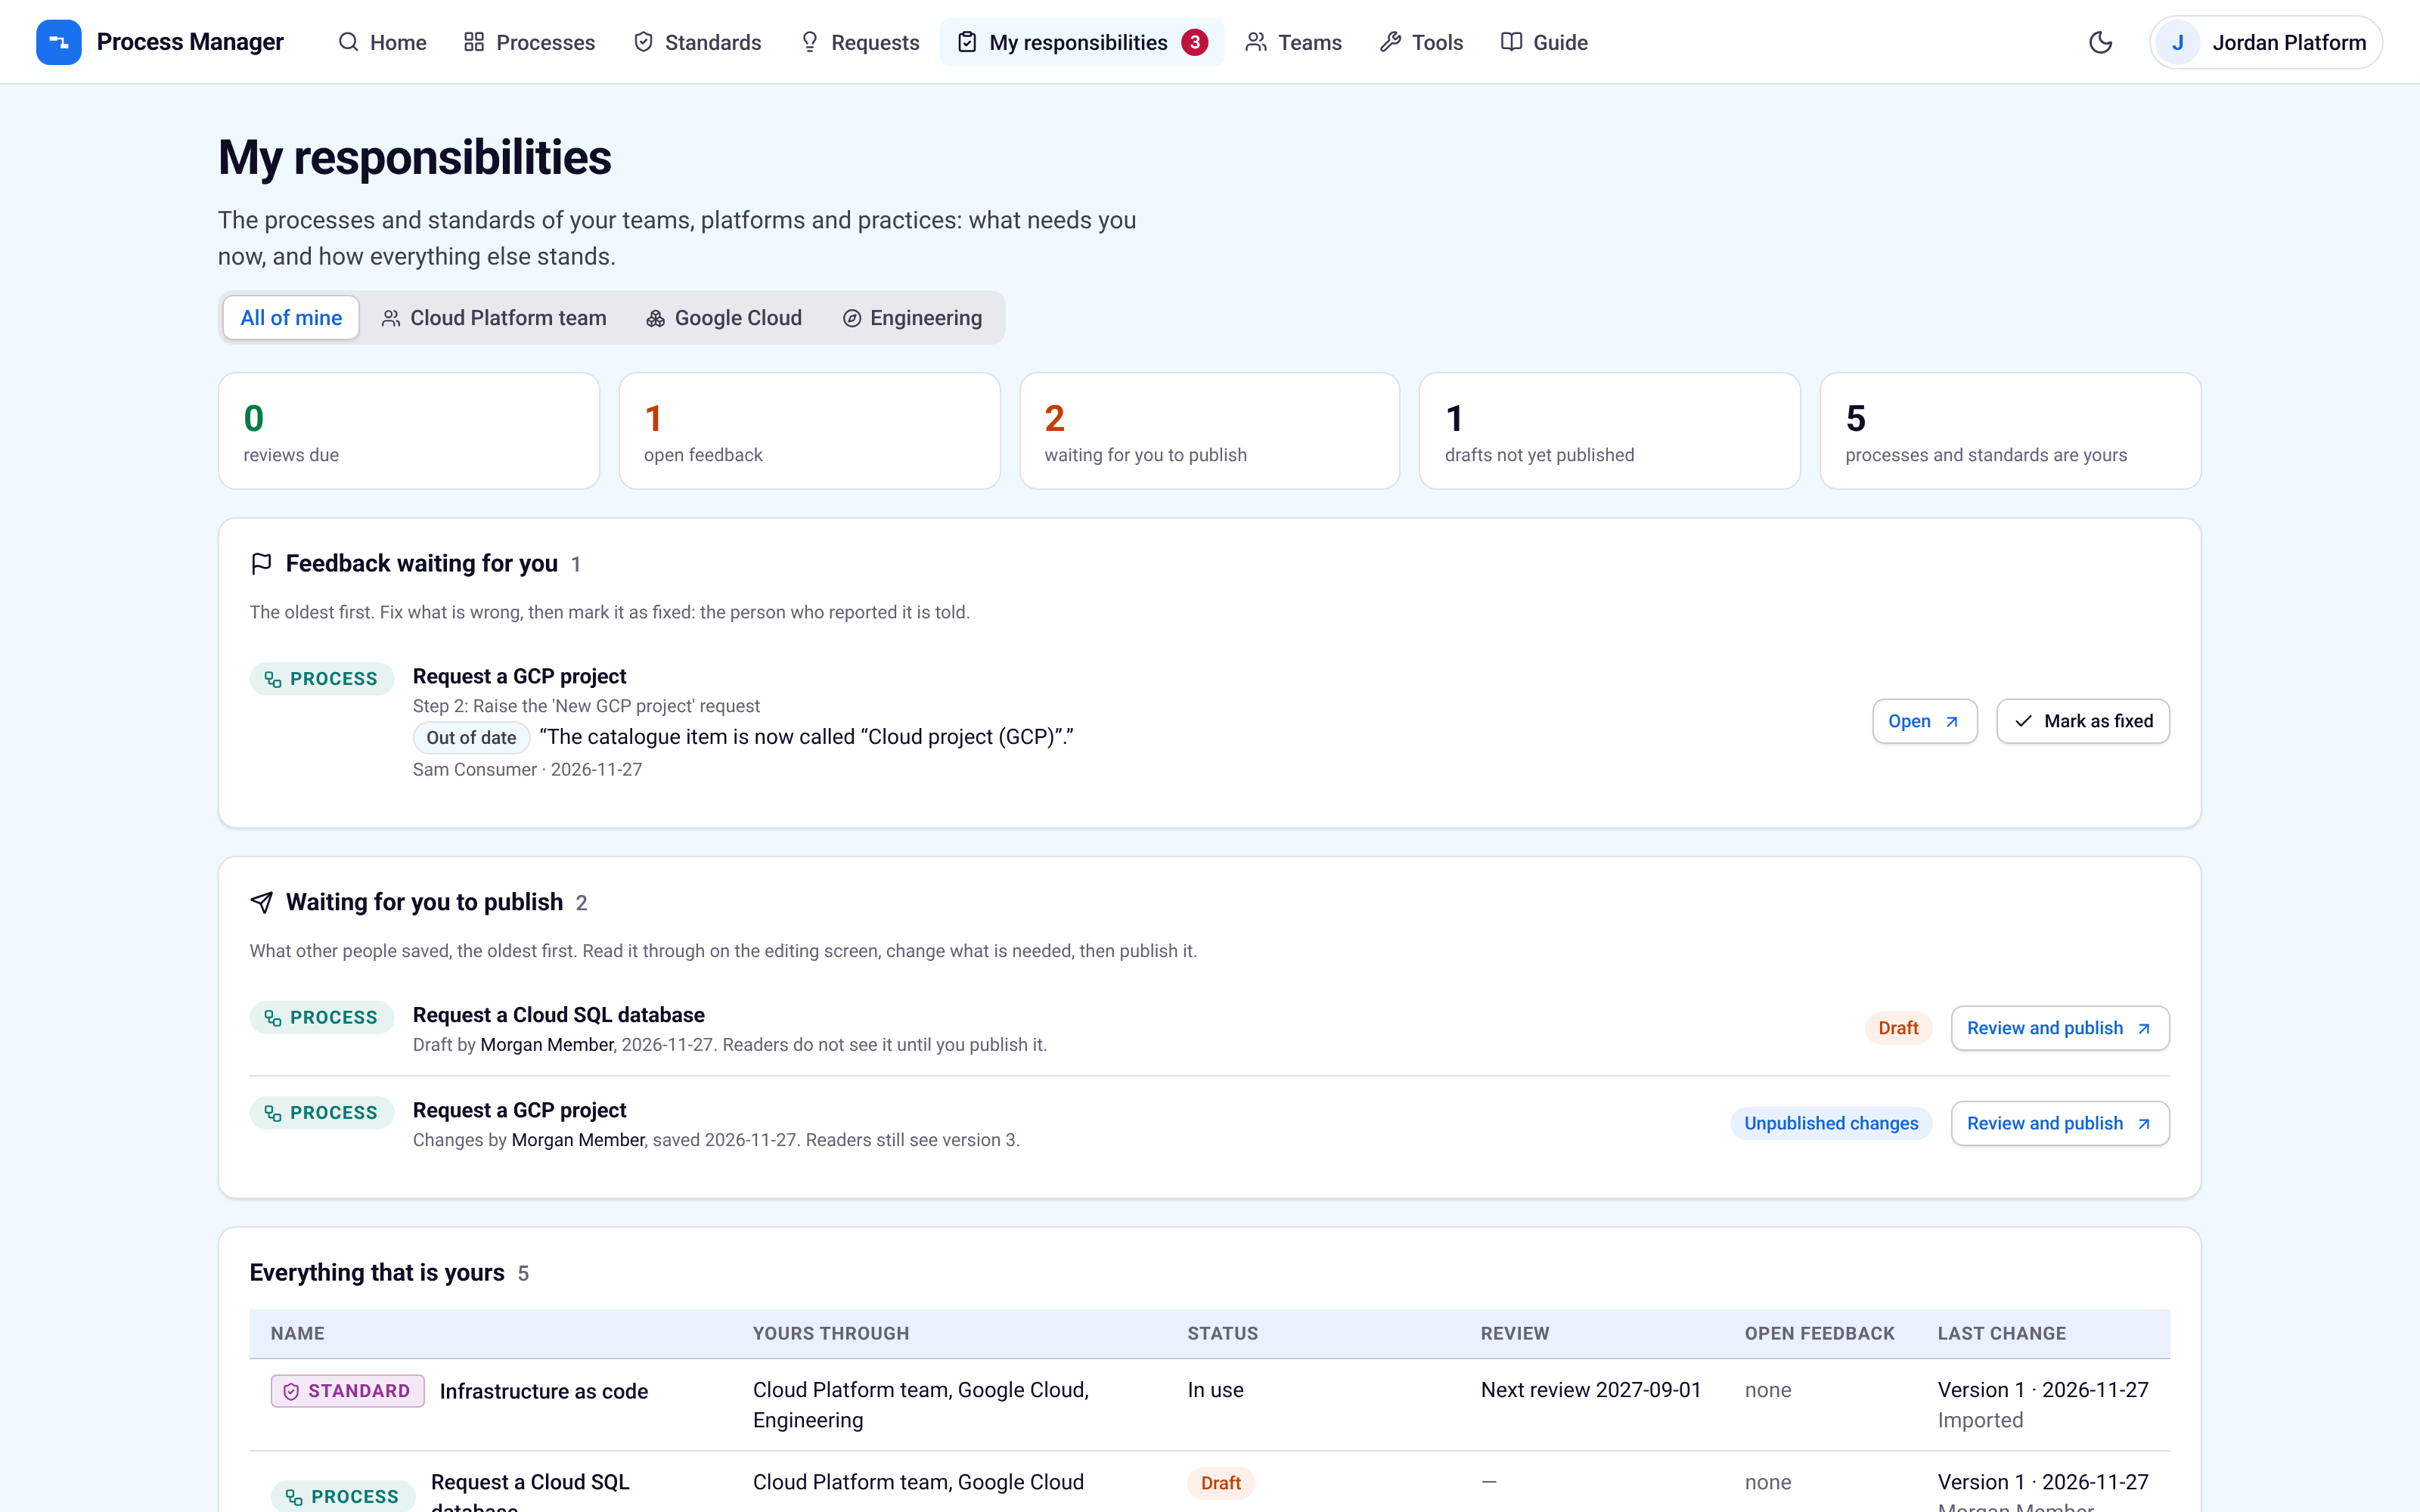 Process Manager
Home
Processes
Standards
Requests
My responsibilities 3
Teams
Tools
Guide
J Jordan Platform
My responsibilities
The processes and standards of your teams, platforms and practices: what needs you
now, and how everything else stands.
All of mine
Cloud Platform team
Google Cloud
Engineering
0
reviews due
1
open feedback
2
waiting for you to publish
1
drafts not yet published
5
processes and standards are yours
Feedback waiting for you 1
The oldest first. Fix what is wrong, then mark it as fixed: the person who reported it is told.
PROCESS
Request a GCP project
Step 2: Raise the 'New GCP project' request
Out of date “The catalogue item is now called “Cloud project (GCP)”.”
Sam Consumer · 2026-11-27
Open
Mark as fixed
Waiting for you to publish 2
What other people saved, the oldest first. Read it through on the editing screen, change what is needed, then publish it.
PROCESS
Request a Cloud SQL database
Draft by Morgan Member, 2026-11-27. Readers do not see it until you publish it.
Draft
Review and publish
PROCESS
Request a GCP project
Changes by Morgan Member, saved 2026-11-27. Readers still see version 3.
Unpublished changes
Review and publish
Everything that is yours 5
NAME YOURS THROUGH STATUS REVIEW OPEN FEEDBACK LAST CHANGE
STANDARD Infrastructure as code
Cloud Platform team, Google Cloud,
Engineering
In use
Next review 2027-09-01
none
Version 1 · 2026-11-27
Imported
PROCESS
Request a Cloud SQL
database
Cloud Platform team, Google Cloud
Draft
—
none
Version 1 · 2026-11-27
Morgan Member